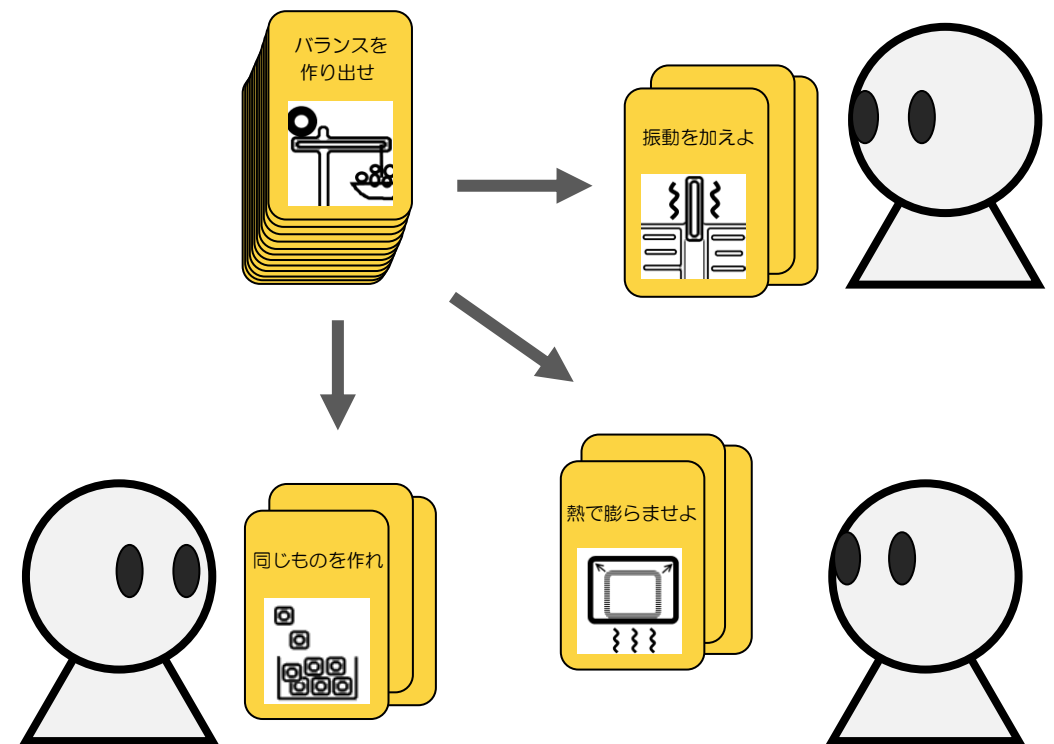 バランスを
作り出せ
振動を加えよ
熱で膨らませよ
同じものを作れ